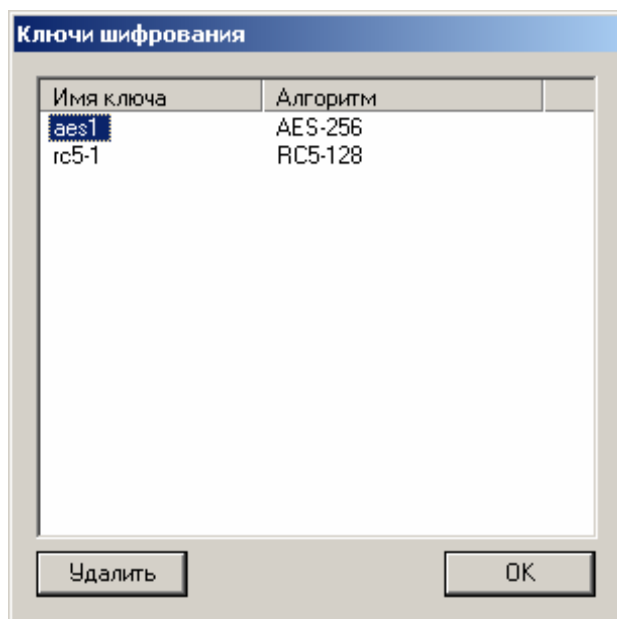 Ключи шифрования
Имя ключа Алгоритм
aes1 AES-256
rc5-1 RC5-128
Удалить OK